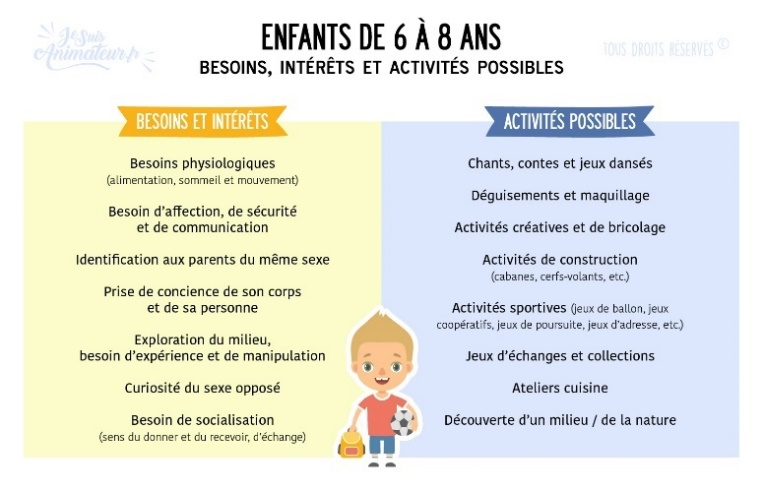 JeSuis
Animateur.fr
ENFANTS DE 6 À 8 ANS
BESOINS, INTÉRÊTS ET ACTIVITÉS POSSIBLES
TOUS DROITS RÉSERVÉS ©
BESOINS ET INTÉRÊTS
Besoins physiologiques
(alimentation, sommeil et mouvement)
Besoin d'affection, de sécurité
et de communication
Identification aux parents du même sexe
Prise de concience de son corps
et de sa personne
Exploration du milieu,
besoin d'expérience et de manipulation
Curiosité du sexe opposé
Besoin de socialisation
(sens du donner et du recevoir, d'échange)
ACTIVITÉS POSSIBLES
Chants, contes et jeux dansés
Déguisements et maquillage
Activités créatives et de bricolage
Activités de construction
(cabanes, cerfs-volants, etc.)
Activités sportives (jeux de ballon, jeux
coopératifs, jeux de poursuite, jeux d'adresse, etc.)
Jeux d'échanges et collections
Ateliers cuisine
Découverte d'un milieu / de la nature